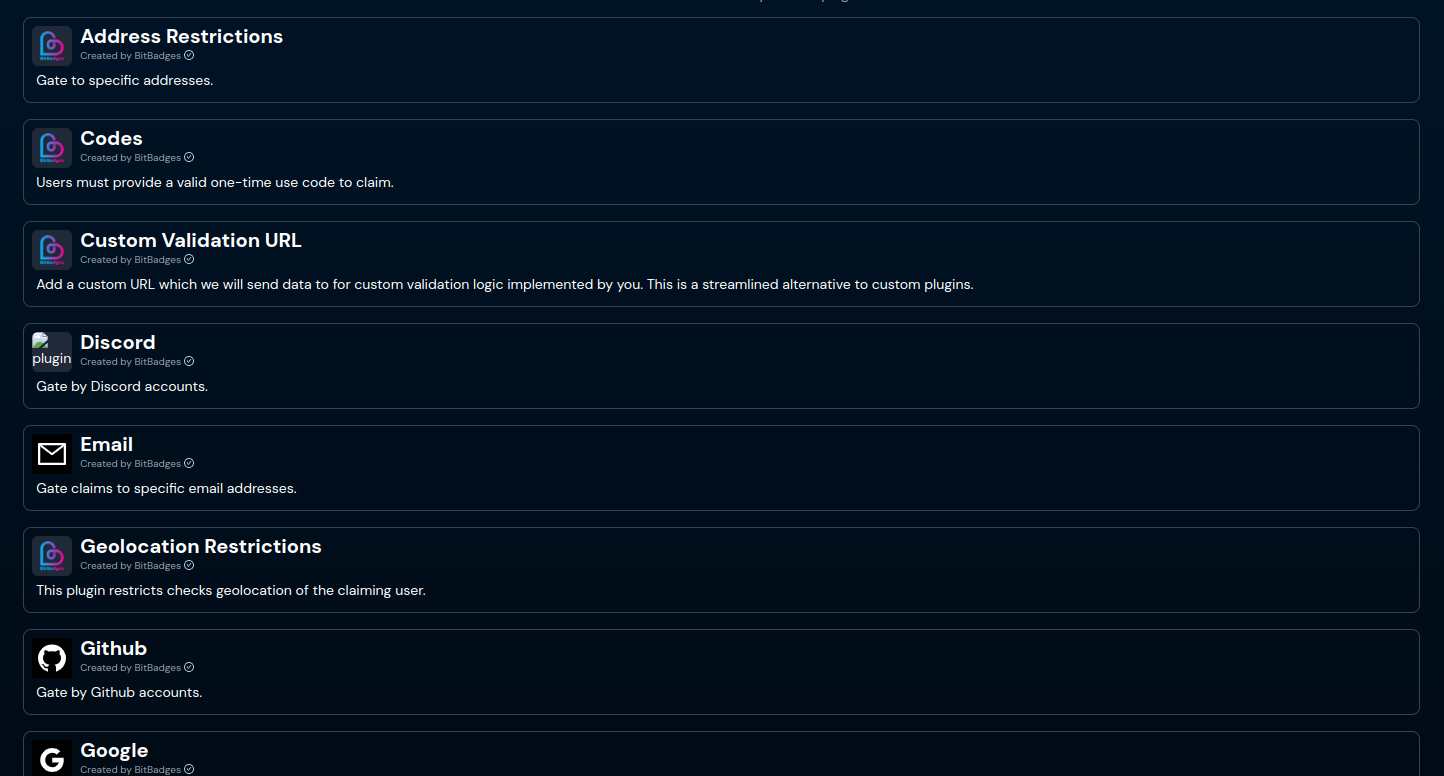 Address Restrictions
Created by BitBadges
Gate to specific addresses.
Codes
Created by BitBadges
Users must provide a valid one-time use code to claim.
Custom Validation URL
Created by BitBadges
Add a custom URL which we will send data to for custom validation logic implemented by you. This is a streamlined alternative to custom plugins.
plugin
Discord
Created by BitBadges
Gate by Discord accounts.
Email
Created by BitBadges
Gate claims to specific email addresses.
Geolocation Restrictions
Created by BitBadges
This plugin restricts checks geolocation of the claiming user.
Github
Created by BitBadges
Gate by Github accounts.
Google
Created by BitBadges